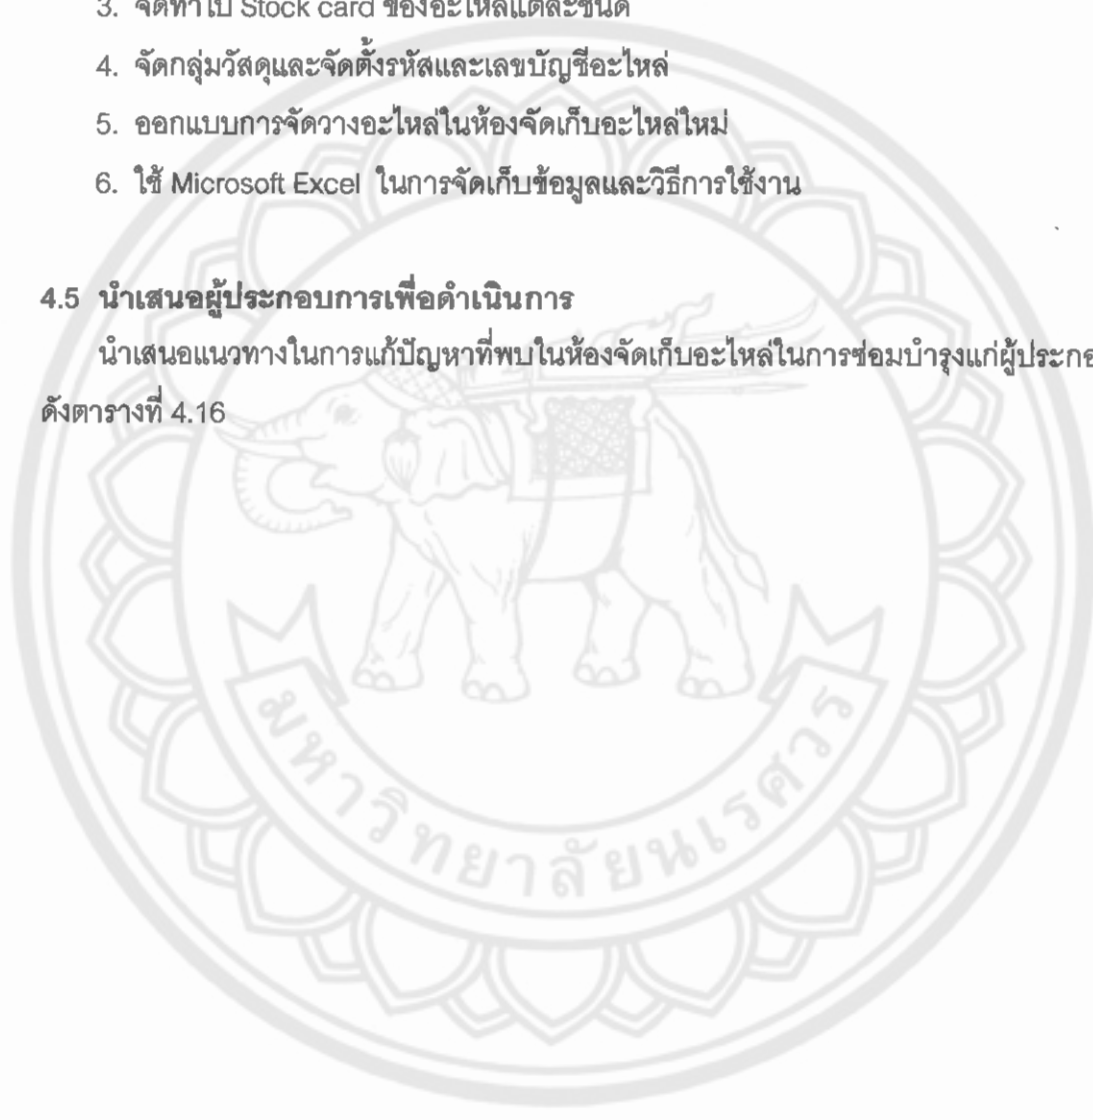 3. จัดทำใบ Stock card ของอะไหล่แต่ละชนิด
4. จัดกลุ่มวัสดุและจัดตั้งรหัสและเลขบัญชีอะไหล่
5. ออกแบบการจัดวางอะไหล่ในห้องจัดเก็บอะไหล่ใหม่
6. ใช้ Microsoft Excel ในการจัดเก็บข้อมูลและวิธีการใช้งาน
4.5 นำเสนอผู้ประกอบการเพื่อดำเนินการ
นำเสนอแนวทางในการแก้ปัญหาที่พบในห้องจัดเก็บอะไหล่ในการซ่อมบำรุงแก่ผู้ประกอ
ดังตารางที่ 4.16
มหาวิทยาลัยนเรศวร